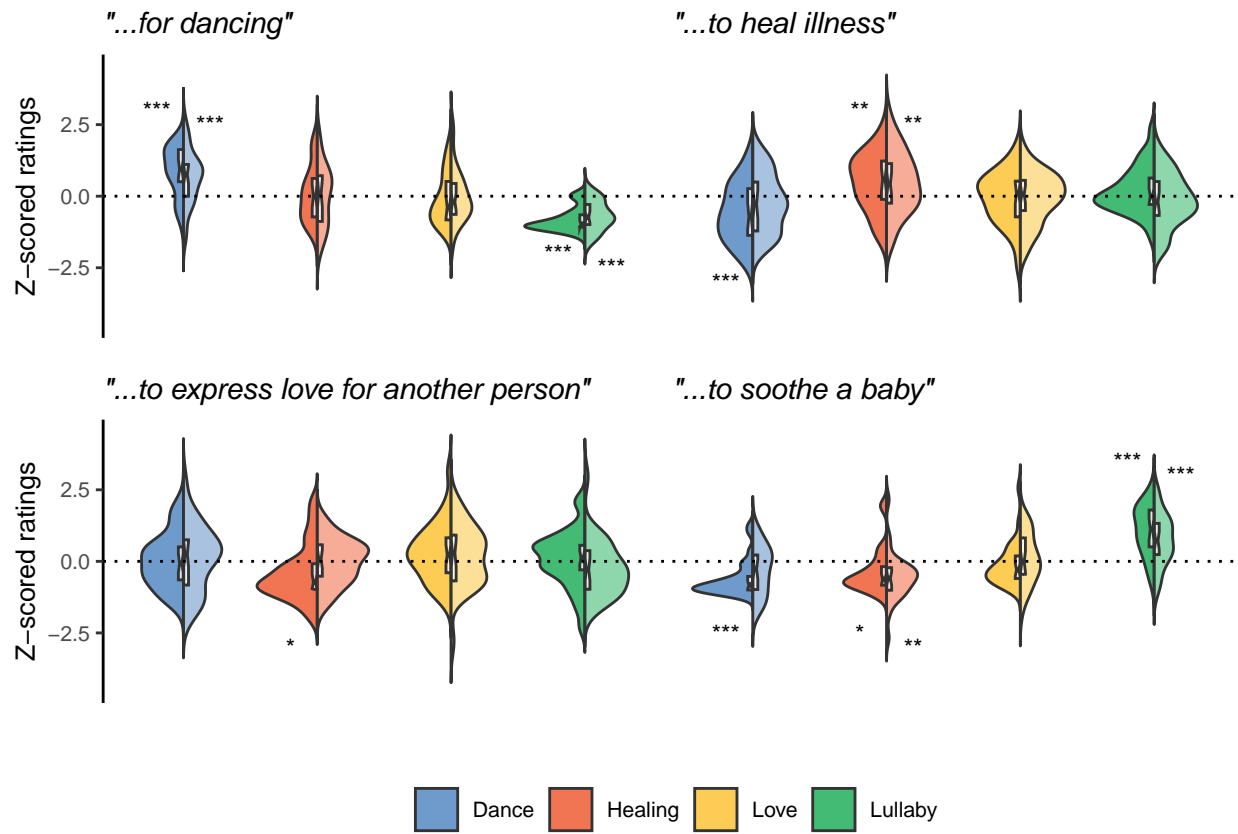 "...for dancing"
"...to heal illness"
Z−scored ratings
2.5
0.0
−2.5
*** ***
*** ***
***
** **
"...to express love for another person"
"...to soothe a baby"
Z−scored ratings
2.5
0.0
−2.5
*
***
* **
*** ***
Dance Healing Love Lullaby